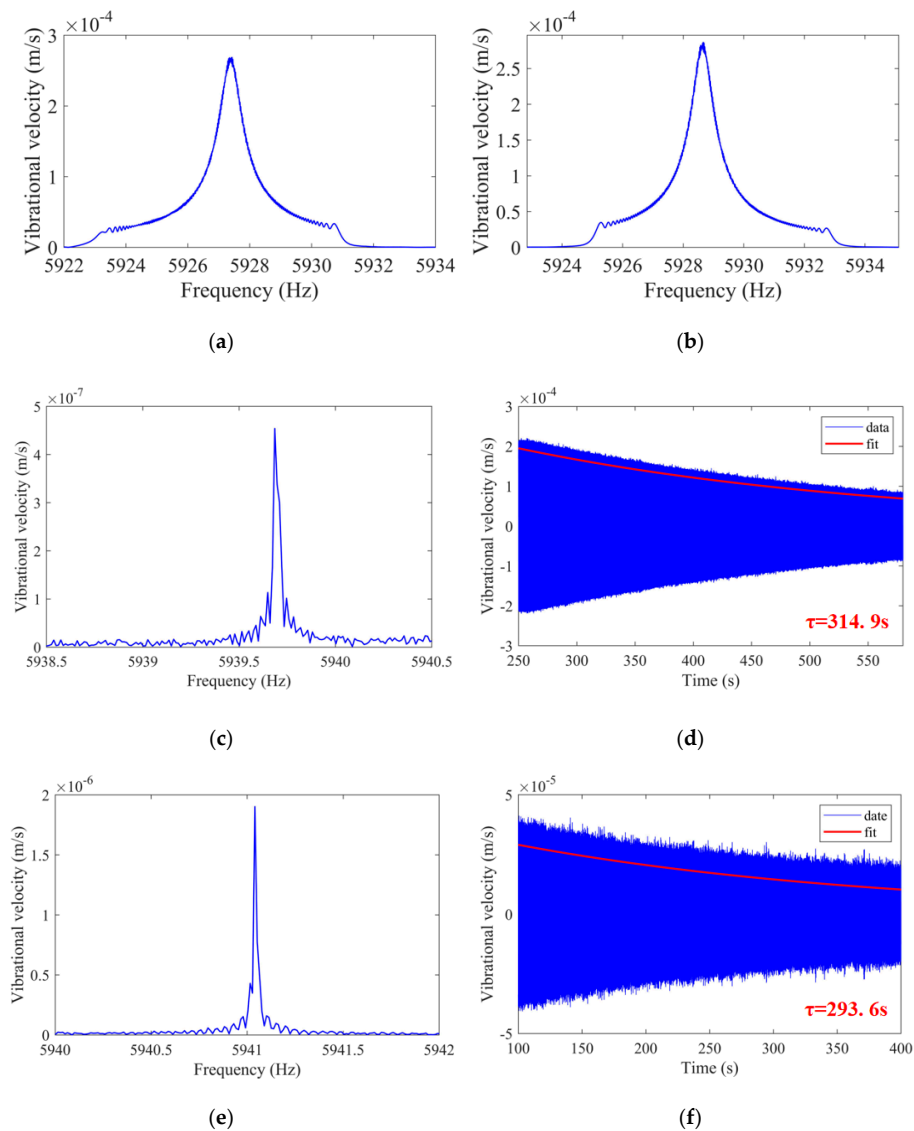 ×10⁻⁴
Vibrational velocity (m/s)
3
2
1
0
5922 5924 5926 5928 5930 5932 5934
Frequency (Hz)
(a)
×10⁻⁴
Vibrational velocity (m/s)
2.5
2
1.5
1
0.5
0
5924 5926 5928 5930 5932 5934
Frequency (Hz)
(b)
×10⁻⁷
Vibrational velocity (m/s)
5
4
3
2
1
0
5938.5 5939 5939.5 5940 5940.5
Frequency (Hz)
(c)
×10⁻⁴
Vibrational velocity (m/s)
3
2
1
0
-1
-2
-3
data
fit
τ=314. 9s
250 300 350 400 450 500 550
Time (s)
(d)
×10⁻⁶
Vibrational velocity (m/s)
2
1.5
1
0.5
0
5940 5940.5 5941 5941.5 5942
Frequency (Hz)
(e)
×10⁻⁵
Vibrational velocity (m/s)
5
0
-5
date
fit
τ=293. 6s
100 150 200 250 300 350 400
Time (s)
(f)